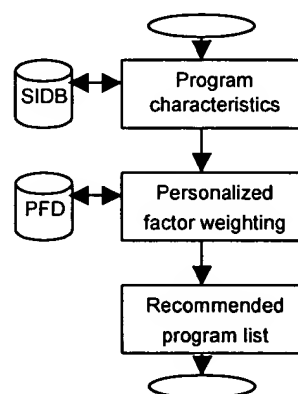 SIDB
Program
characteristics
PFD
Personalized
factor weighting
Recommended
program list